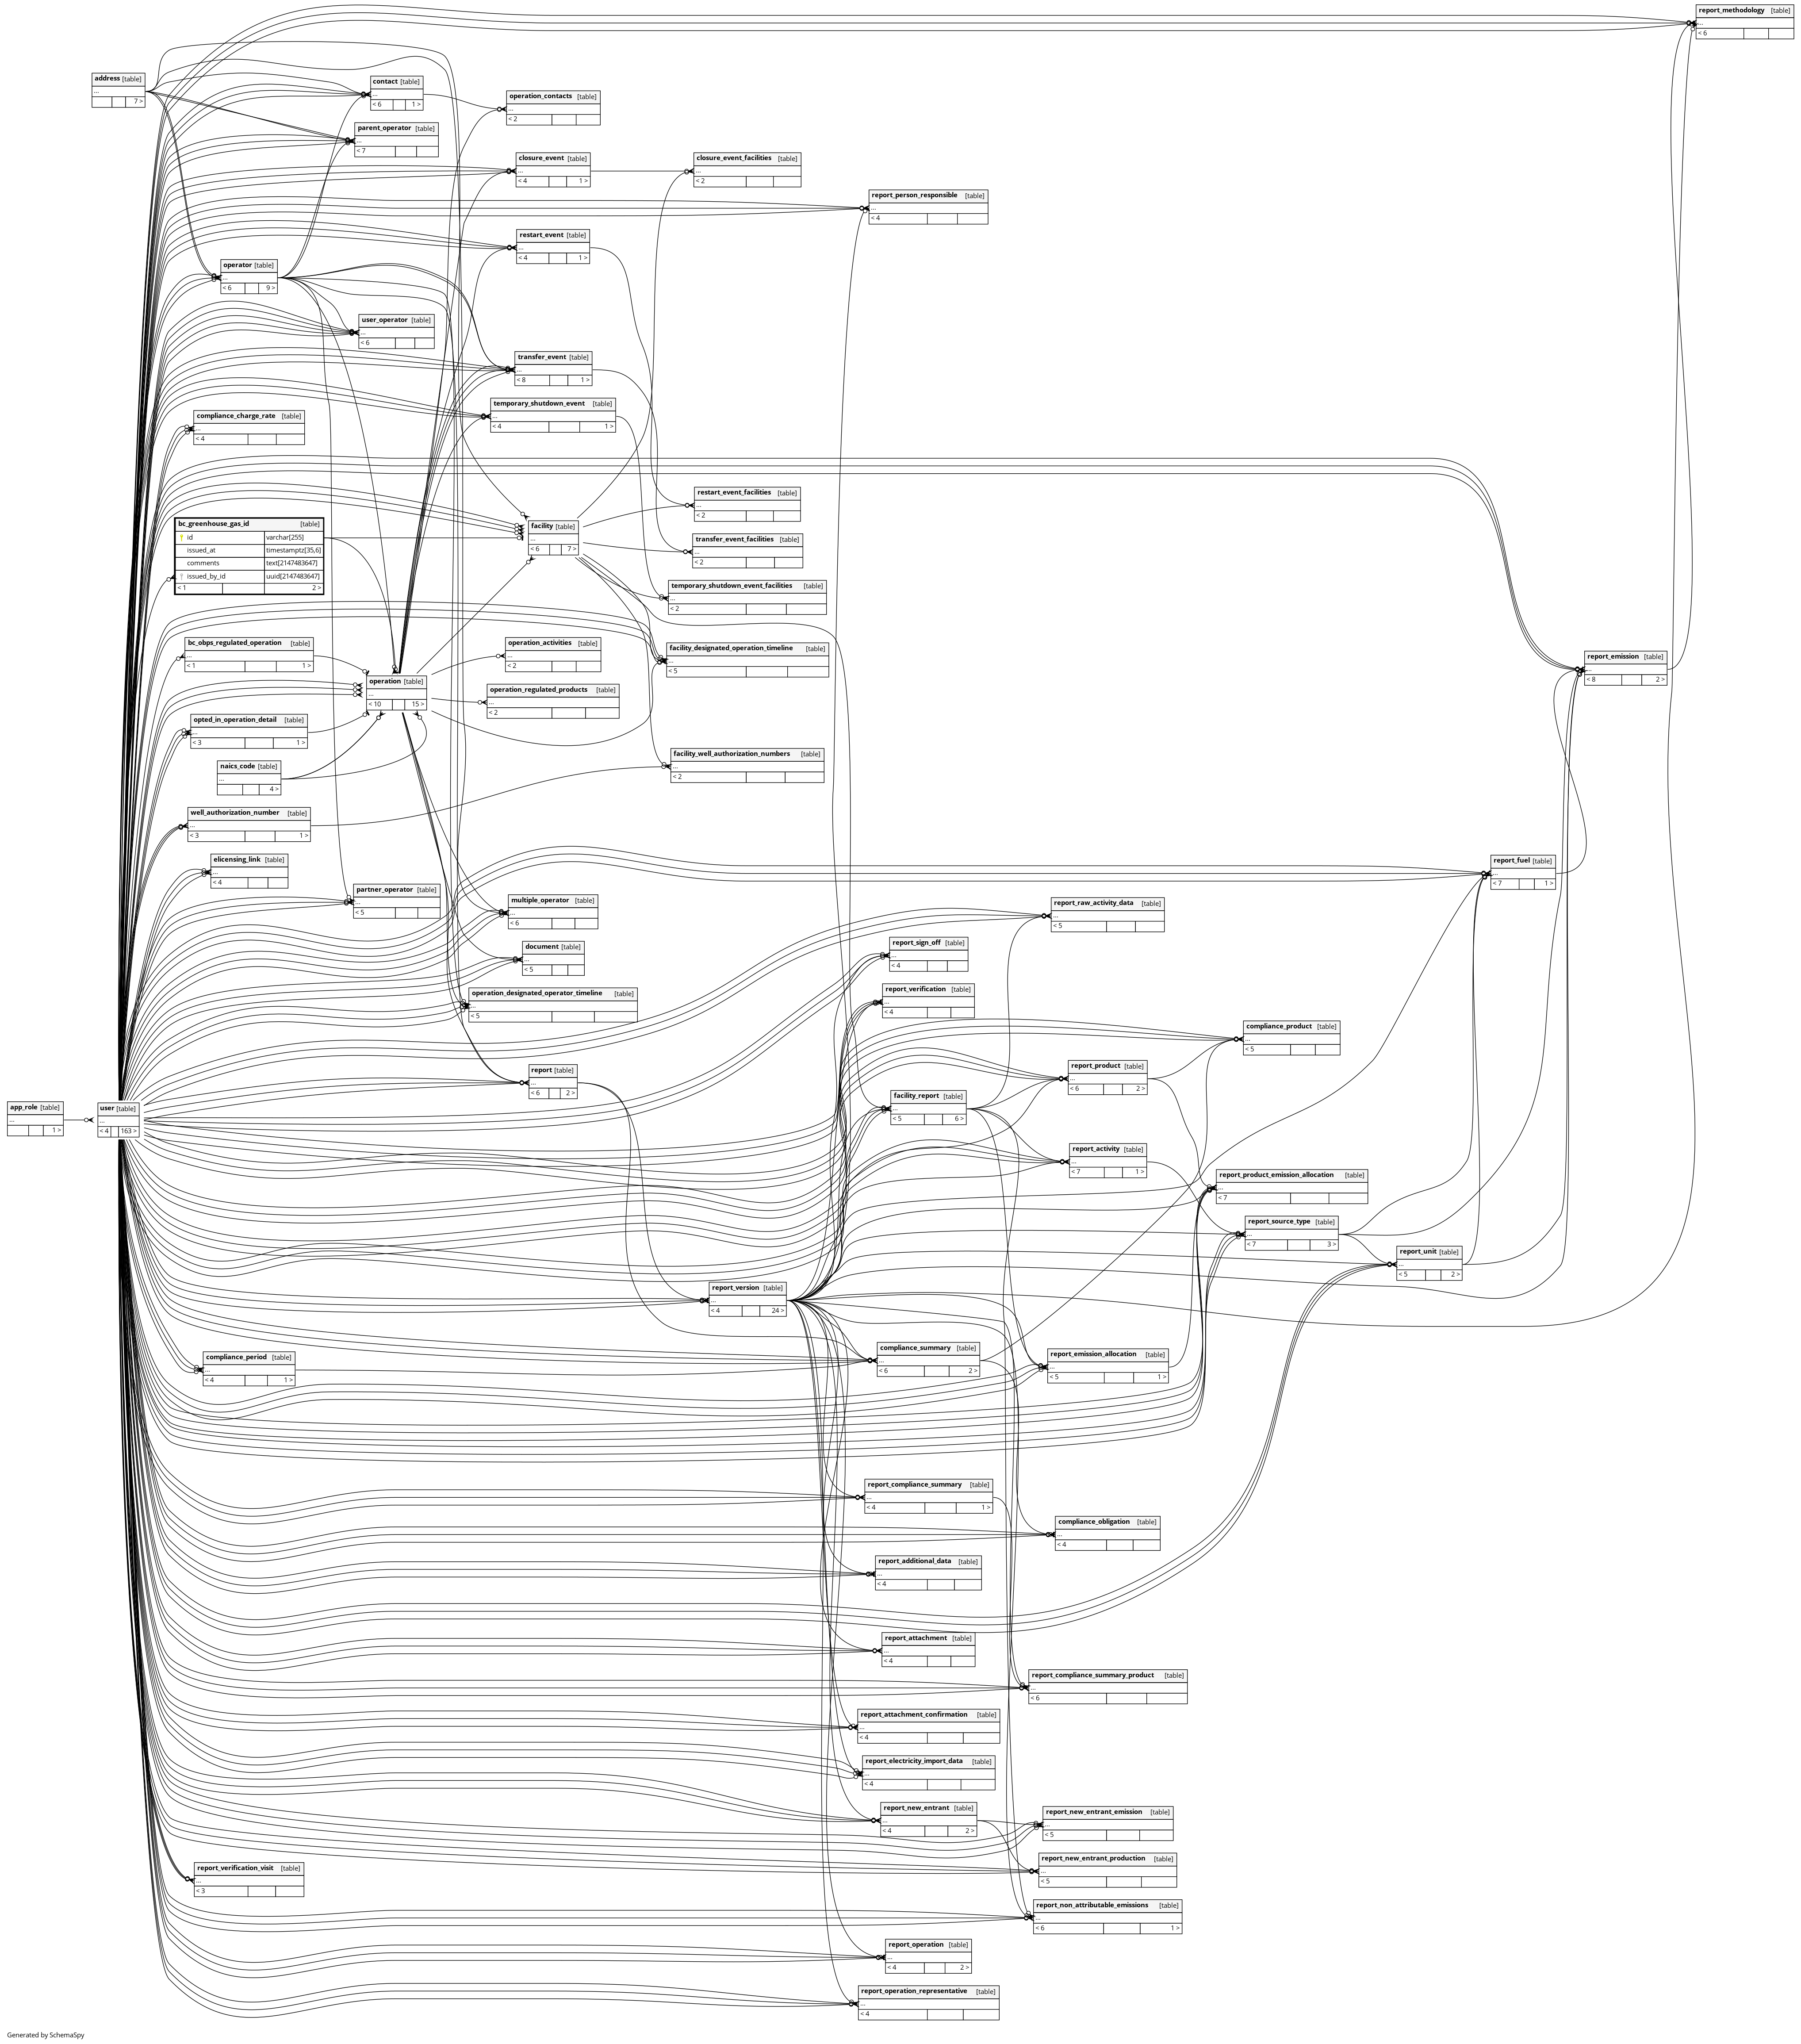 report_methodology [table]
...
< 6
address [table]
...
7 >
contact [table]
...
< 6 1 >
operation_contacts [table]
...
< 2
parent_operator [table]
...
< 7
closure_event [table]
...
< 4 1 >
closure_event_facilities [table]
...
< 2
report_person_responsible [table]
...
< 4
restart_event [table]
...
< 4 1 >
operator [table]
...
< 6 9 >
user_operator [table]
...
< 6
transfer_event [table]
...
< 8 1 >
temporary_shutdown_event [table]
...
< 4 1 >
compliance_charge_rate [table]
...
< 4
restart_event_facilities [table]
...
< 2
bc_greenhouse_gas_id [table]
id varchar[255]
issued_at timestamptz[35,6]
comments text[2147483647]
issued_by_id uuid[2147483647]
< 1 2 >
facility [table]
...
< 6 7 >
transfer_event_facilities [table]
...
< 2
temporary_shutdown_event_facilities [table]
...
< 2
bc_obps_regulated_operation [table]
...
< 1 1 >
operation_activities [table]
...
< 2
facility_designated_operation_timeline [table]
...
< 5
report_emission [table]
...
< 8 2 >
operation [table]
...
< 10 15 >
operation_regulated_products [table]
...
< 2
opted_in_operation_detail [table]
...
< 3 1 >
facility_well_authorization_numbers [table]
...
< 2
naics_code [table]
...
4 >
well_authorization_number [table]
...
< 3 1 >
elicensing_link [table]
...
< 4
report_fuel [table]
...
< 7 1 >
partner_operator [table]
...
< 5
multiple_operator [table]
...
< 6
report_raw_activity_data [table]
...
< 5
document [table]
...
< 5
report_sign_off [table]
...
< 4
operation_designated_operator_timeline [table]
...
< 5
report_verification [table]
...
< 4
compliance_product [table]
...
< 5
report [table]
...
< 6 2 >
report_product [table]
...
< 6 2 >
facility_report [table]
...
< 5 6 >
app_role [table]
...
1 >
user [table]
...
< 4 163 >
report_activity [table]
...
< 7 1 >
report_product_emission_allocation [table]
...
< 7
report_source_type [table]
...
< 7 3 >
report_unit [table]
...
< 5 2 >
report_version [table]
...
< 4 24 >
compliance_summary [table]
...
< 6 2 >
compliance_period [table]
...
< 4 1 >
report_emission_allocation [table]
...
< 5 1 >
report_compliance_summary [table]
...
< 4 1 >
compliance_obligation [table]
...
< 4
report_additional_data [table]
...
< 4
report_attachment [table]
...
< 4
report_compliance_summary_product [table]
...
< 6
report_attachment_confirmation [table]
...
< 4
report_electricity_import_data [table]
...
< 4
report_new_entrant [table]
...
< 4 2 >
report_new_entrant_emission [table]
...
< 5
report_new_entrant_production [table]
...
< 5
report_verification_visit [table]
...
< 3
report_non_attributable_emissions [table]
...
< 6 1 >
report_operation [table]
...
< 4 2 >
report_operation_representative [table]
...
< 4
Generated by SchemaSpy